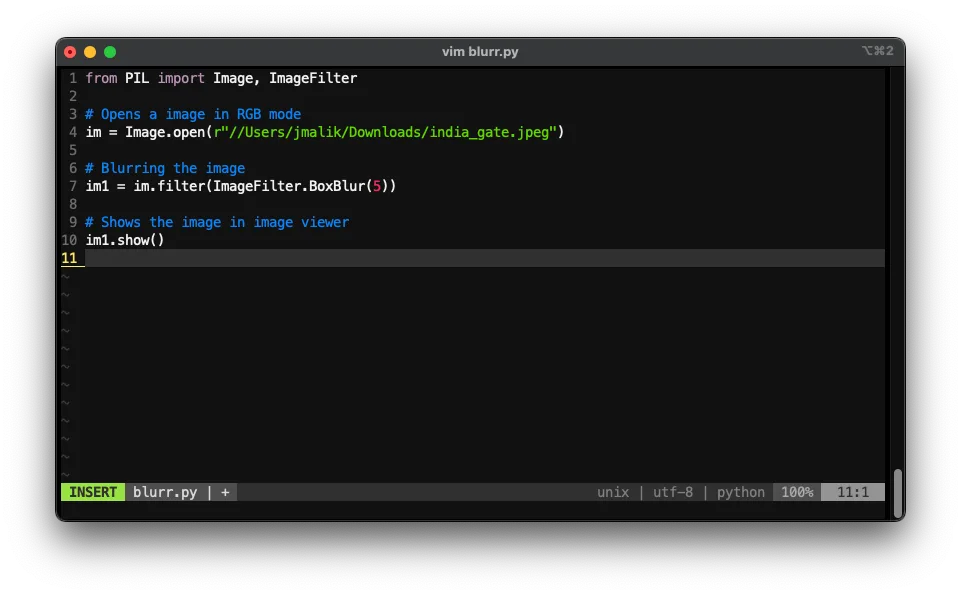 vim blurr.py
⌥⌘2
1 from PIL import Image, ImageFilter
2
3 # Opens a image in RGB mode
4 im = Image.open(r"//Users/jmalik/Downloads/india_gate.jpeg")
5
6 # Blurring the image
7 im1 = im.filter(ImageFilter.BoxBlur(5))
8
9 # Shows the image in image viewer
10 im1.show()
11
~
~
~
~
~
~
~
~
~
~
~
~
INSERT blurr.py | + unix | utf-8 | python 100% 11:1